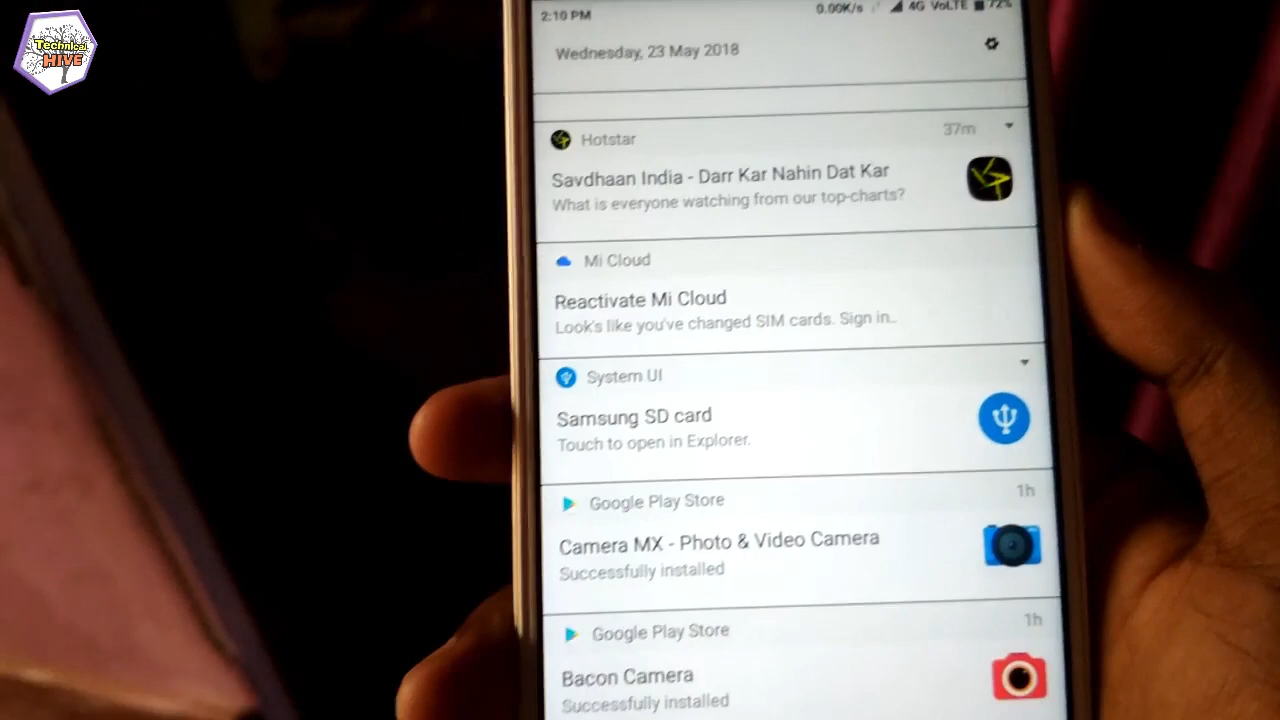 Technical
HIVE
2:10 PM
0.00K/s 4G VoLTE 72%
Wednesday, 23 May 2018
Hotstar
37m
Savdhaan India - Darr Kar Nahin Dat Kar
What is everyone watching from our top-charts?
Mi Cloud
Reactivate Mi Cloud
Look's like you've changed SIM cards. Sign in..
System UI
Samsung SD card
Touch to open in Explorer.
Google Play Store
1h
Camera MX - Photo & Video Camera
Successfully installed
Google Play Store
1h
Bacon Camera
Successfully installed